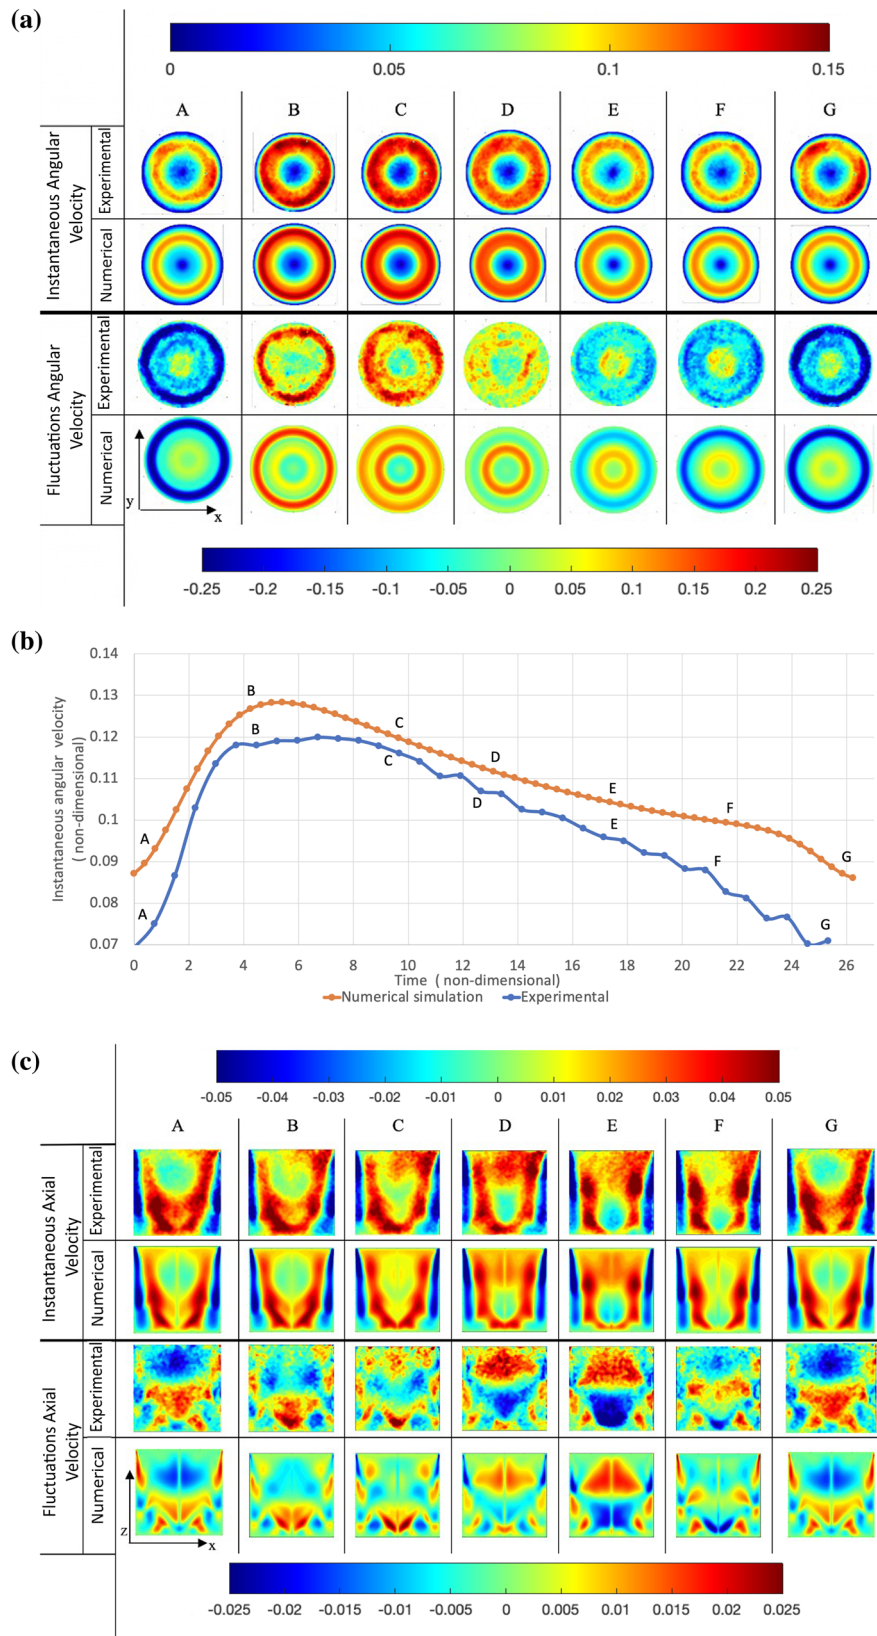 (a)
0 0.05 0.1 0.15
A B C D E F G
Instantaneous Angular
Velocity
Experimental
Numerical
Fluctuations Angular
Velocity
Experimental
Numerical
y
x
-0.25 -0.2 -0.15 -0.1 -0.05 0 0.05 0.1 0.15 0.2 0.25
(b)
Instantaneous angular velocity
( non-dimensional)
0.14
0.13
0.12
0.11
0.1
0.09
0.08
0.07
A B C D E F G
A B C D E F G
0 2 4 6 8 10 12 14 16 18 20 22 24 26
Time ( non-dimensional)
Numerical simulation Experimental
(c)
-0.05 -0.04 -0.03 -0.02 -0.01 0 0.01 0.02 0.03 0.04 0.05
A B C D E F G
Instantaneous Axial
Velocity
Experimental
Numerical
Fluctuations Axial
Velocity
Experimental
Numerical
z
x
-0.025 -0.02 -0.015 -0.01 -0.005 0 0.005 0.01 0.015 0.02 0.025